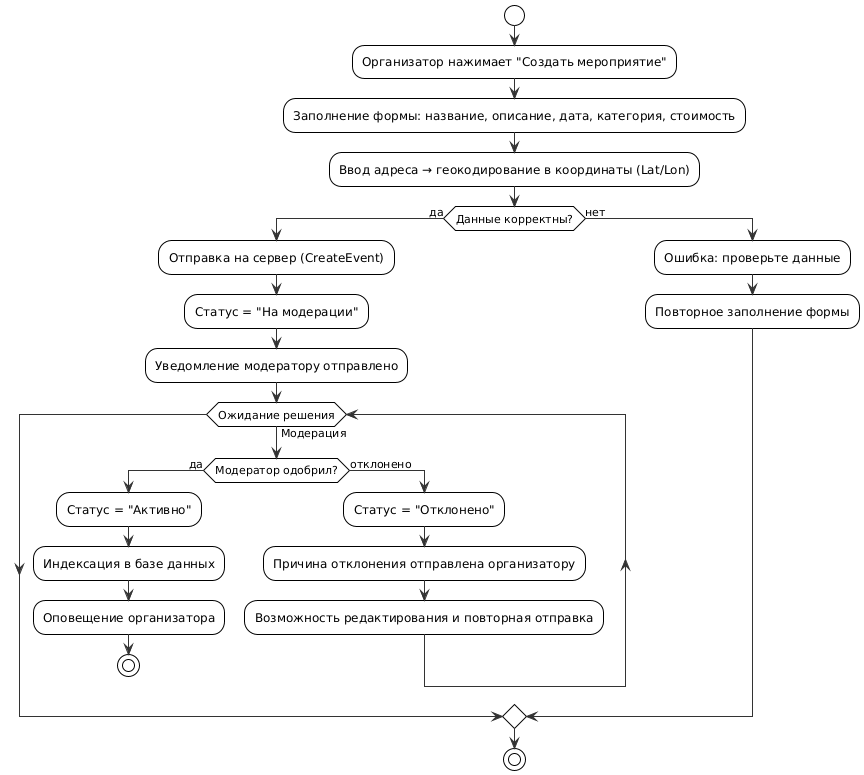 Организатор нажимает "Создать мероприятие"
Заполнение формы: название, описание, дата, категория, стоимость
Ввод адреса → геокодирование в координаты (Lat/Lon)
да
Данные корректны?
нет
Отправка на сервер (CreateEvent)
Ошибка: проверьте данные
Статус = "На модерации"
Повторное заполнение формы
Уведомление модератору отправлено
Ожидание решения
Модерация
да
Модератор одобрил?
отклонено
Статус = "Активно"
Статус = "Отклонено"
Индексация в базе данных
Причина отклонения отправлена организатору
Оповещение организатора
Возможность редактирования и повторная отправка